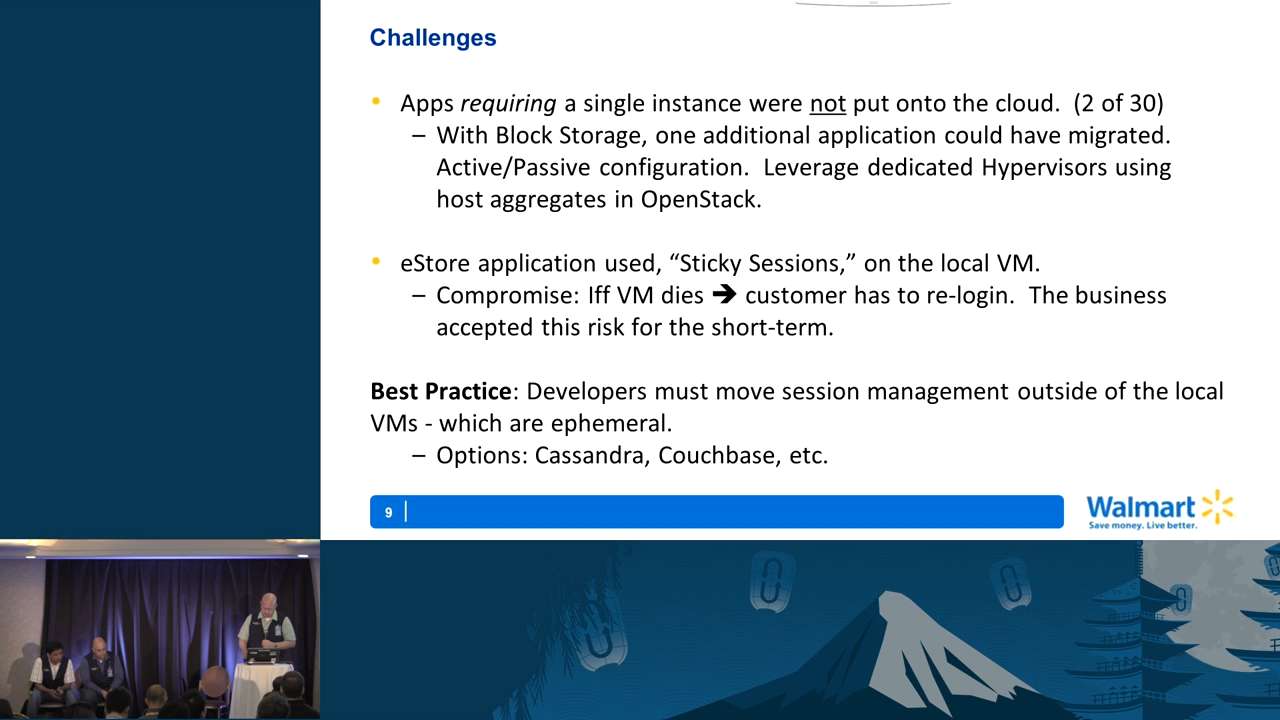 Challenges
• Apps requiring a single instance were not put onto the cloud.  (2 of 30)
– With Block Storage, one additional application could have migrated.
Active/Passive configuration.  Leverage dedicated Hypervisors using
host aggregates in OpenStack.
• eStore application used, “Sticky Sessions,” on the local VM.
– Compromise: Iff VM dies ➔ customer has to re-login.  The business
accepted this risk for the short-term.
Best Practice: Developers must move session management outside of the local
VMs - which are ephemeral.
– Options: Cassandra, Couchbase, etc.
9
Walmart
Save money. Live better.